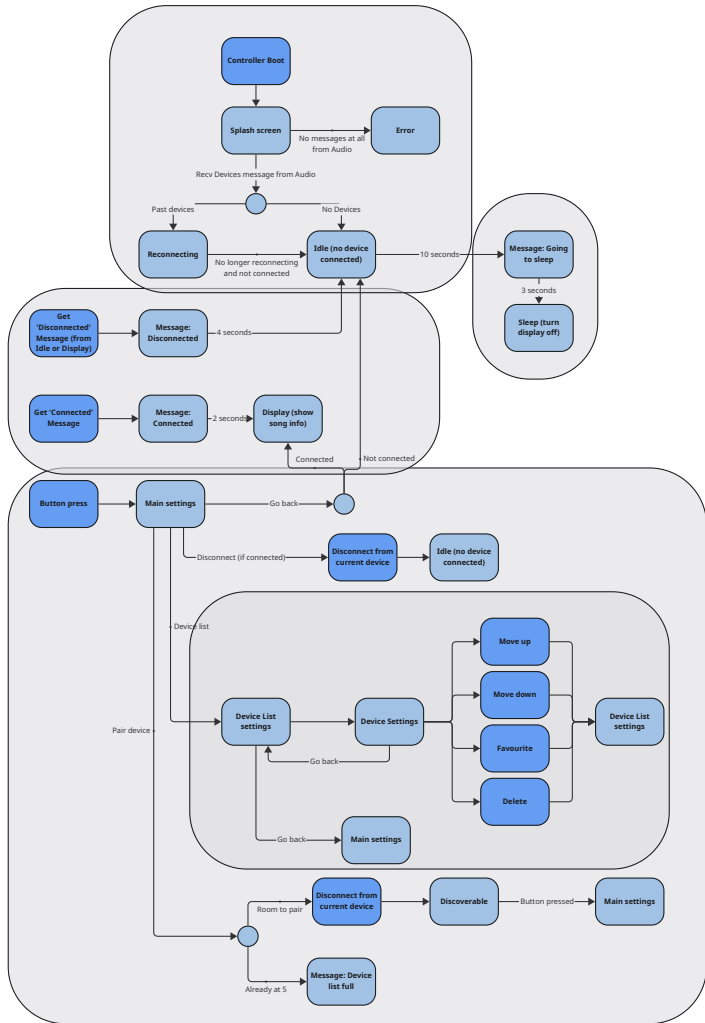 Controller Boot
Splash screen
No messages at all
from Audio
Error
Recv Devices message from Audio
Past devices
No Devices
Reconnecting
No longer reconnecting
and not connected
Idle (no device
connected)
10 seconds
Message: Going
to sleep
3 seconds
Sleep (turn
display off)
Get
'Disconnected'
Message (from
Idle or Display)
Message:
Disconnected
4 seconds
Get 'Connected'
Message
Message:
Connected
2 seconds
Display (show
song info)
Connected
Not connected
Button press
Main settings
Go back
Disconnect (if connected)
Disconnect from
current device
Idle (no device
connected)
Device list
Move up
Move down
Device List
settings
Device Settings
Device List
settings
Pair device
Favourite
Go back
Delete
Go back
Main settings
Room to pair
Disconnect from
current device
Discoverable
Button pressed
Main settings
Already at 5
Message: Device
list full